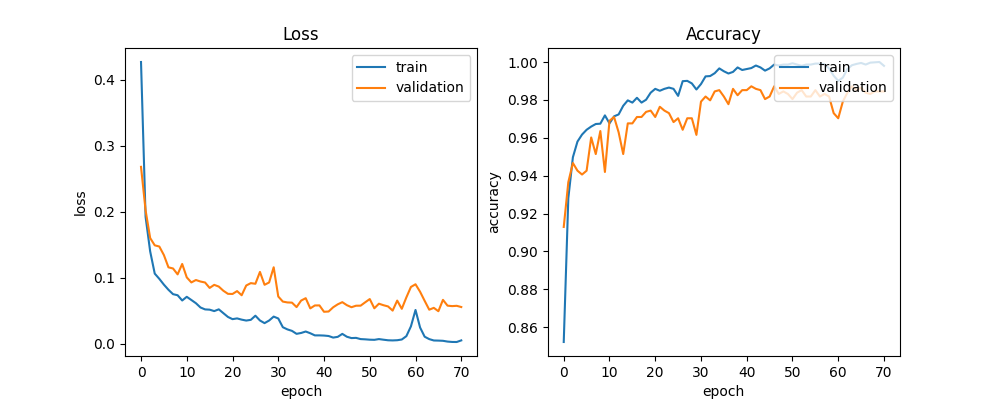 Loss
train
validation
0.4
0.3
0.2
0.1
0.0
loss
0 10 20 30 40 50 60 70
epoch
Accuracy
train
validation
1.00
0.98
0.96
0.94
0.92
0.90
0.88
0.86
accuracy
0 10 20 30 40 50 60 70
epoch